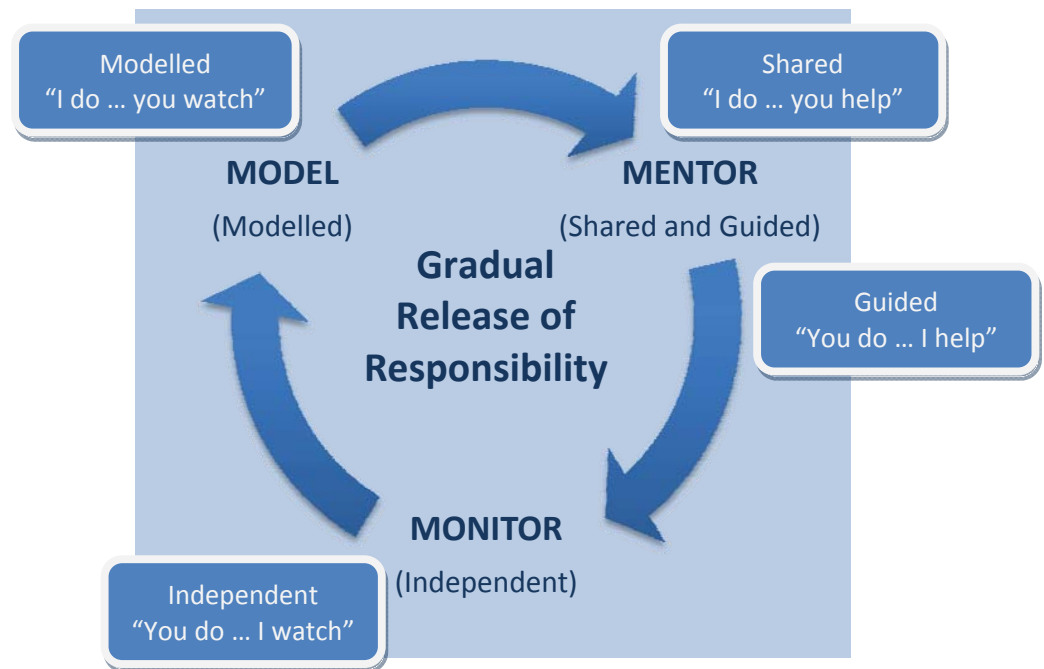 Modelled
“I do … you watch”
Shared
“I do … you help”
MODEL
(Modelled)
MENTOR
(Shared and Guided)
Gradual
Release of
Responsibility
Guided
“You do … I help”
MONITOR
(Independent)
Independent
“You do … I watch”